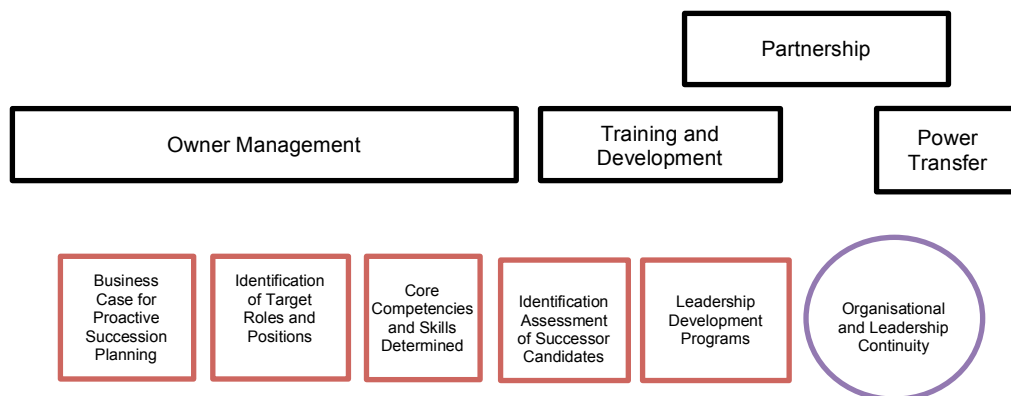 Partnership
Owner Management
Training and
Development
Power
Transfer
Business
Case for
Proactive
Succession
Planning
Identification
of Target
Roles and
Positions
Core
Competencies
and Skills
Determined
Identification
Assessment
of Successor
Candidates
Leadership
Development
Programs
Organisational
and Leadership
Continuity